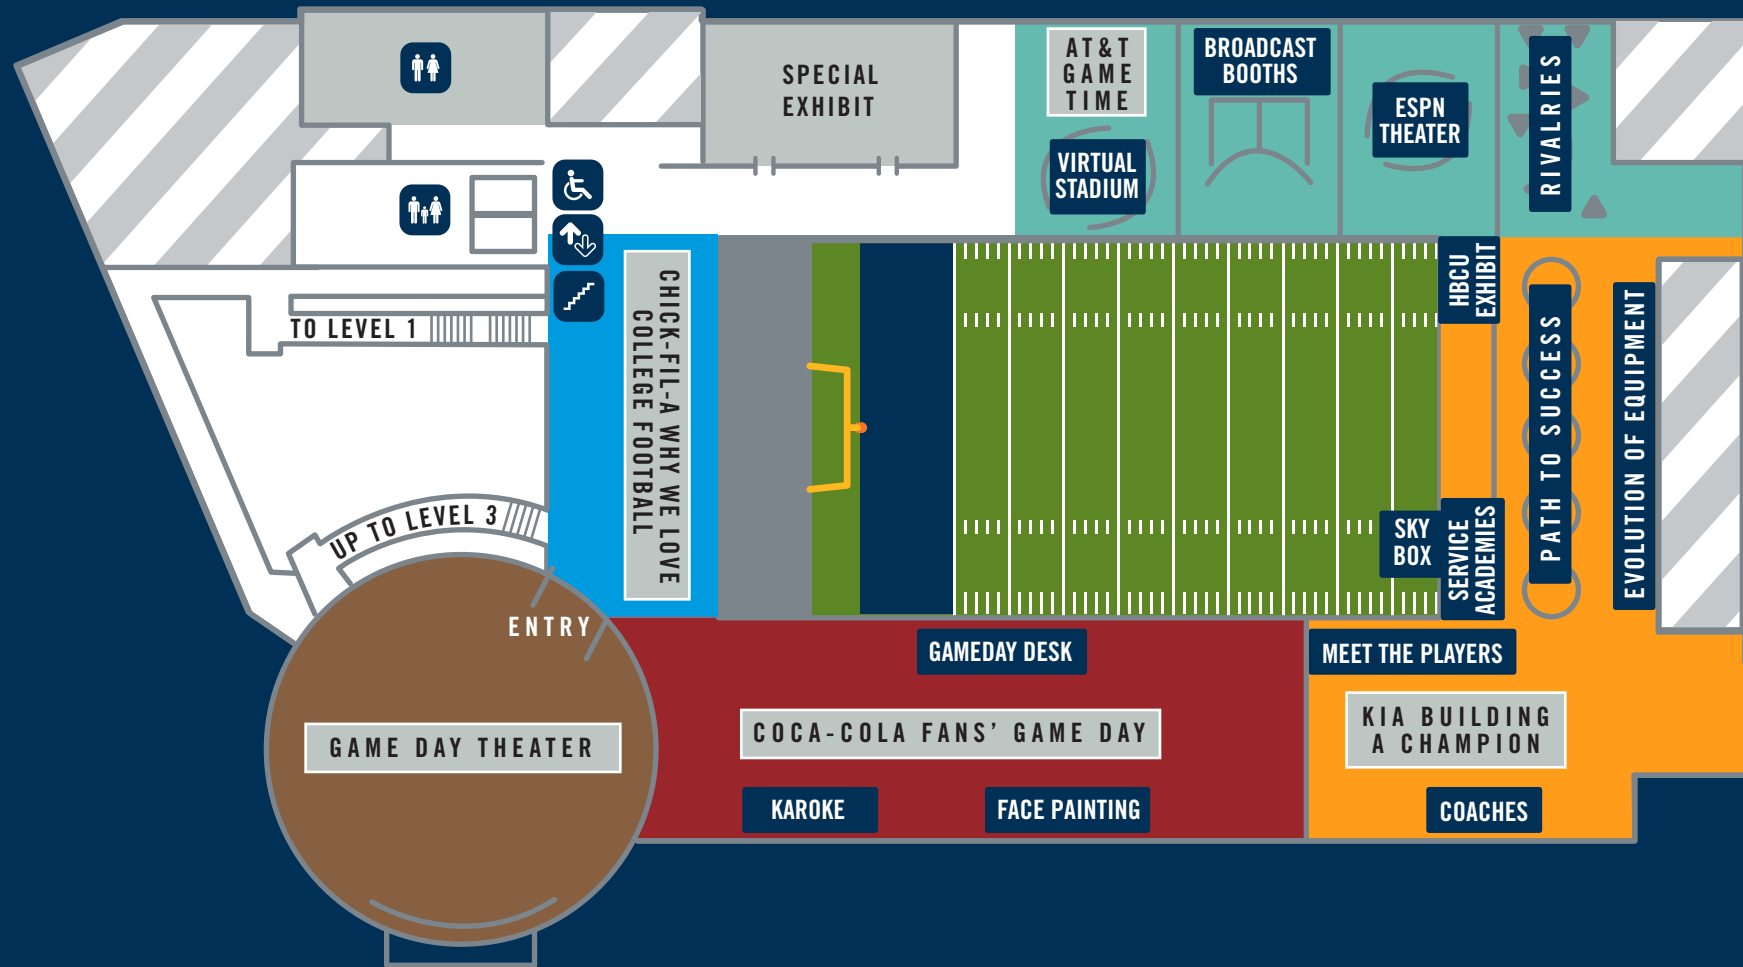 SPECIAL
EXHIBIT
AT&T
GAME
TIME
VIRTUAL
STADIUM
BROADCAST
BOOTHS
ESPN
THEATER
RIVALRIES
TO LEVEL 1
UP TO LEVEL 3
CHICK-FIL-A WHY WE LOVE
COLLEGE FOOTBALL
HBCU
EXHIBIT
PATH TO SUCCESS
EVOLUTION OF EQUIPMENT
SKY
BOX
SERVICE
ACADEMIES
ENTRY
GAME DAY THEATER
GAMEDAY DESK
COCA-COLA FANS’ GAME DAY
KAROKE
FACE PAINTING
MEET THE PLAYERS
KIA BUILDING
A CHAMPION
COACHES